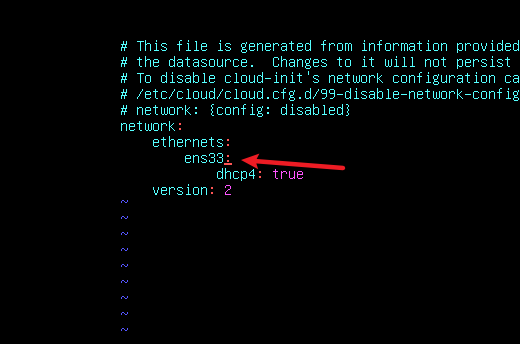 # This file is generated from information provided
# the datasource.  Changes to it will not persist
# To disable cloud-init's network configuration ca
# /etc/cloud/cloud.cfg.d/99-disable-network-config
# network: {config: disabled}
network:
    ethernets:
        ens33:
            dhcp4: true
    version: 2
~
~
~
~
~
~
~
~
~